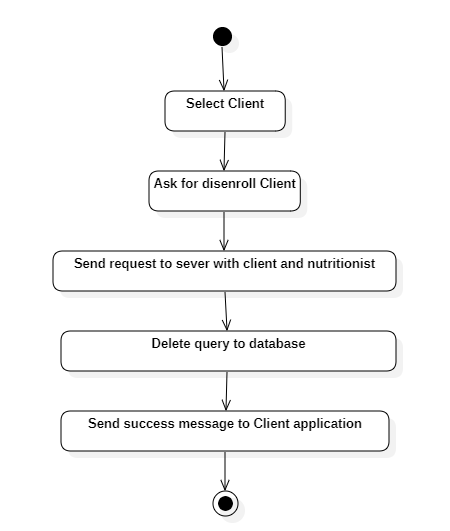 Select Client
Ask for disenroll Client
Send request to sever with client and nutritionist
Delete query to database
Send success message to Client application